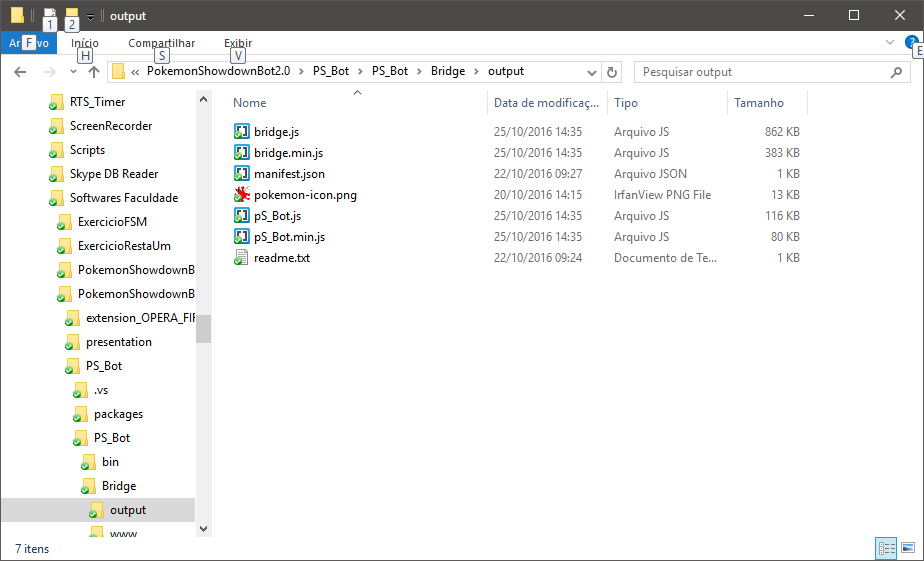 output
1 2
Arquivo Início Compartilhar Exibir
F H S V E
« PokemonShowdownBot2.0 > PS_Bot > PS_Bot > Bridge > output
Pesquisar output
RTS_Timer
ScreenRecorder
Scripts
Skype DB Reader
Softwares Faculdade
ExercicioFSM
ExercicioRestaUm
PokemonShowdownB
PokemonShowdownB
extension_OPERA_FIR
presentation
PS_Bot
.vs
packages
PS_Bot
bin
Bridge
output
www
Nome Data de modificaç... Tipo Tamanho
bridge.js 25/10/2016 14:35 Arquivo JS 862 KB
bridge.min.js 25/10/2016 14:35 Arquivo JS 383 KB
manifest.json 22/10/2016 09:27 Arquivo JSON 1 KB
pokemon-icon.png 20/10/2016 14:15 IrfanView PNG File 13 KB
pS_Bot.js 25/10/2016 14:35 Arquivo JS 116 KB
pS_Bot.min.js 25/10/2016 14:35 Arquivo JS 80 KB
readme.txt 22/10/2016 09:24 Documento de Te... 1 KB
7 itens